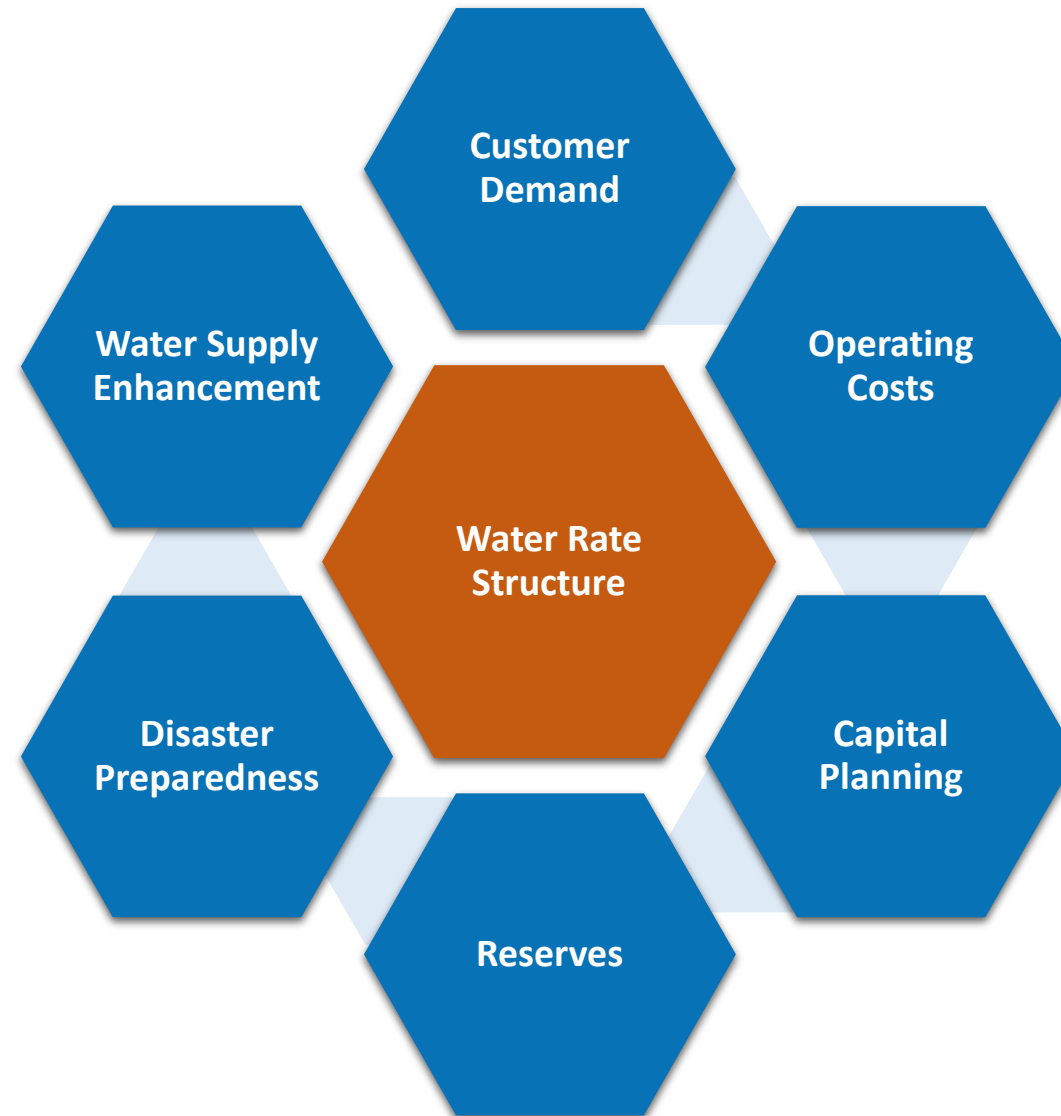 Customer
Demand
Operating
Costs
Capital
Planning
Reserves
Disaster
Preparedness
Water Supply
Enhancement
Water Rate
Structure